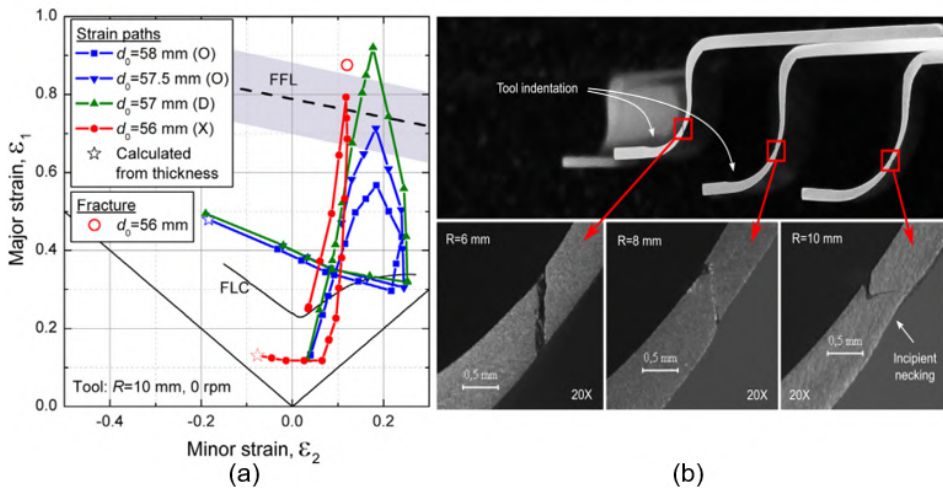 (a)
Strain paths
d₀=58 mm (O)
d₀=57.5 mm (O)
d₀=57 mm (D)
d₀=56 mm (X)
Calculated
from thickness
Fracture
d₀=56 mm
FFL
FLC
Tool: R=10 mm, 0 rpm
Major strain, ε₁
1.0
0.8
0.6
0.4
0.2
0.0
-0.4
-0.2
0.0
0.2
Minor strain, ε₂
(a)
(b)
Tool indentation
R=6 mm
0,5 mm
20X
R=8 mm
0,5 mm
20X
R=10 mm
0,5 mm
Incipient
necking
20X
(b)